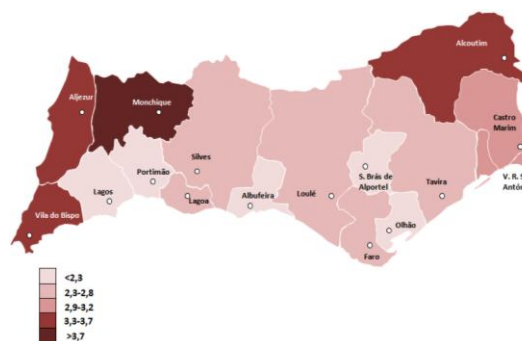 Alcoutim
Aljezur
Monchique
Castro
Marim
Silves
Portimão
S. Brás de
Alportel
V. R. S
Antón
Lagos
Albufeira
Loulé
Tavira
Lagoa
Vila do Bispo
Olhão
Faro
<2,3
2,3-2,8
2,9-3,2
3,3-3,7
>3,7